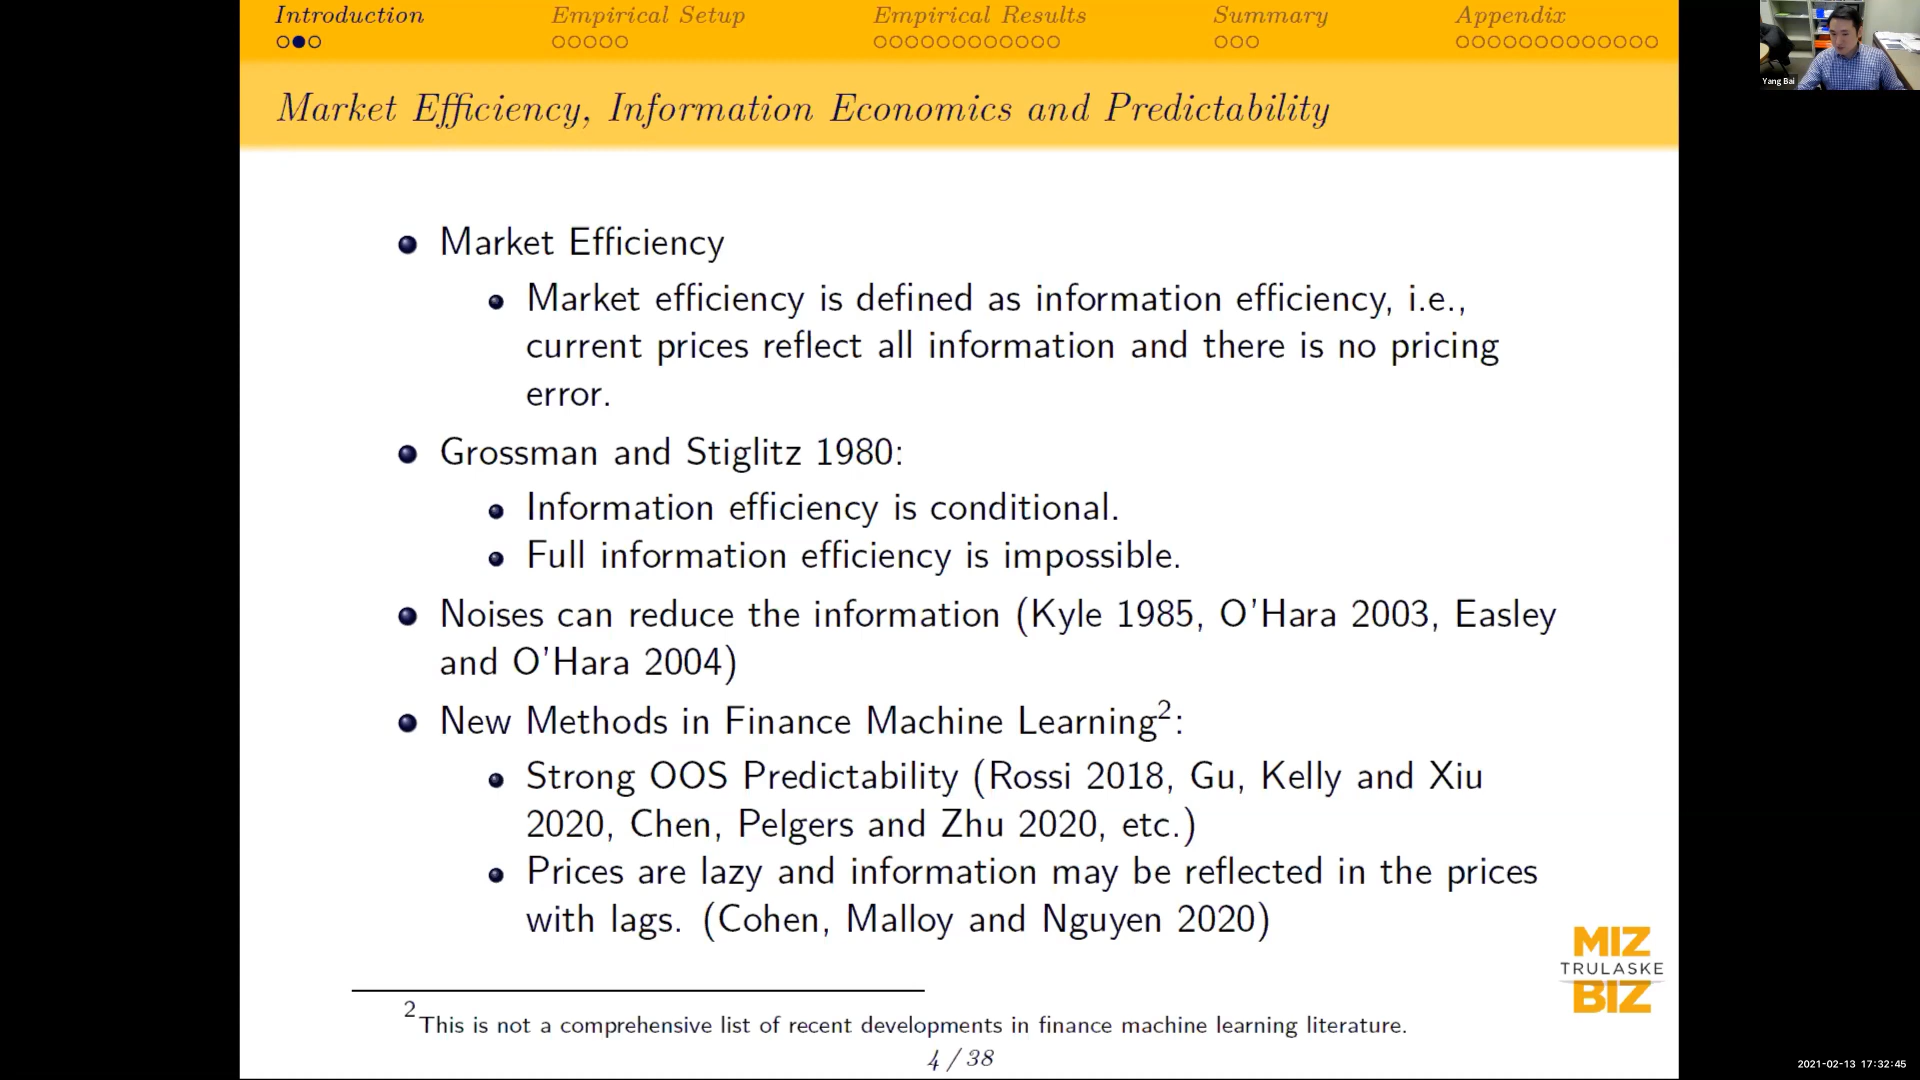 Introduction
Empirical Setup
Empirical Results
Summary
Appendix
Yang Bai
Market Efficiency, Information Economics and Predictability
Market Efficiency
Market efficiency is defined as information efficiency, i.e.,
current prices reflect all information and there is no pricing
error.
Grossman and Stiglitz 1980:
Information efficiency is conditional.
Full information efficiency is impossible.
Noises can reduce the information (Kyle 1985, O'Hara 2003, Easley
and O'Hara 2004)
New Methods in Finance Machine Learning2:
Strong OOS Predictability (Rossi 2018, Gu, Kelly and Xiu
2020, Chen, Pelgers and Zhu 2020, etc.)
Prices are lazy and information may be reflected in the prices
with lags. (Cohen, Malloy and Nguyen 2020)
MIZ
TRULASKE
BIZ
2This is not a comprehensive list of recent developments in finance machine learning literature.
4 / 38
2021-02-13 17:32:45